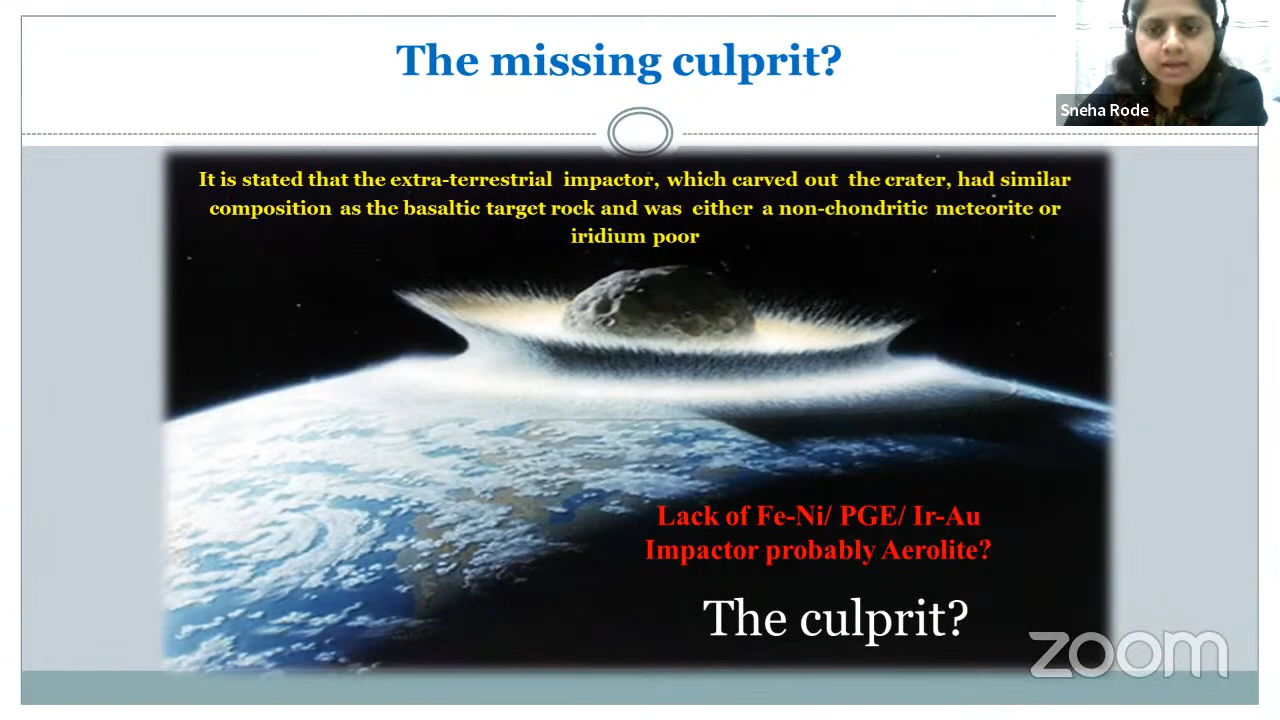 The missing culprit?
Sneha Rode
It is stated that the extra-terrestrial impactor, which carved out the crater, had similar
composition as the basaltic target rock and was either a non-chondritic meteorite or
iridium poor
Lack of Fe-Ni/ PGE/ Ir-Au
Impactor probably Aerolite?
The culprit?
zoom